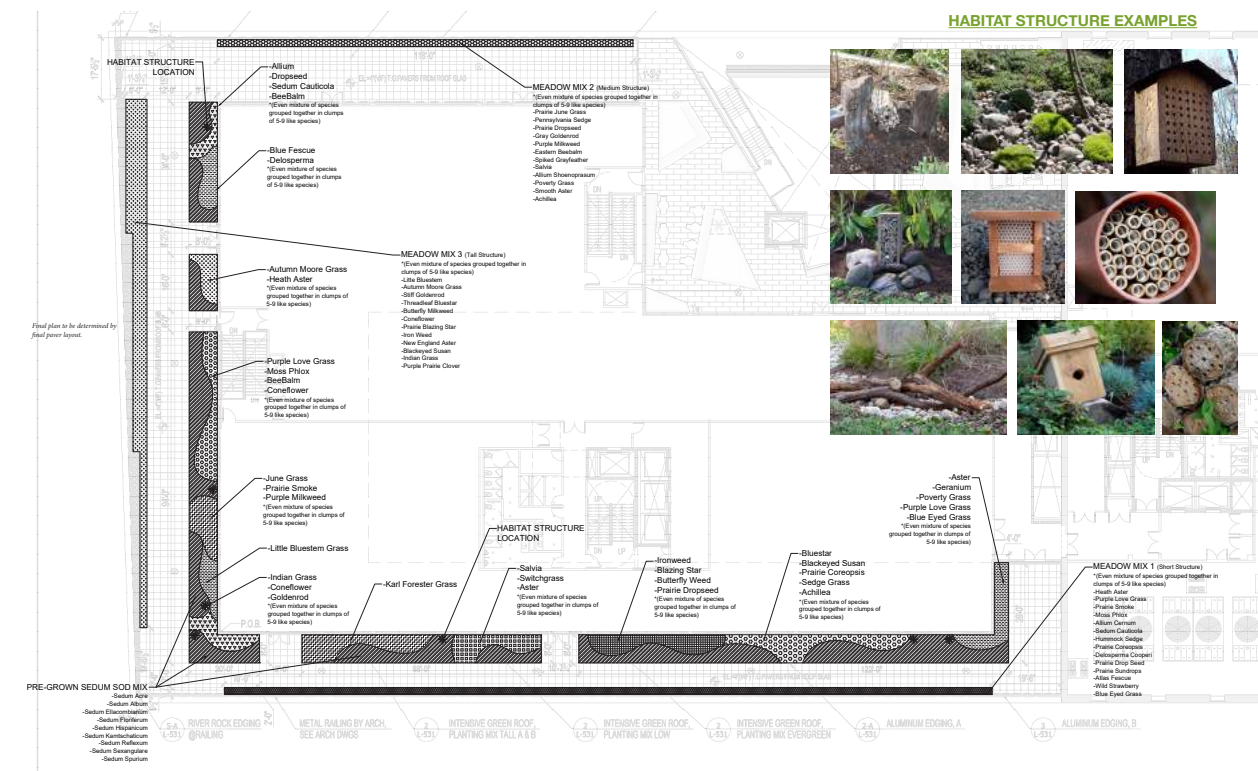 HABITAT STRUCTURE EXAMPLES
HABITAT STRUCTURE
LOCATION
-Allium
-Dropseed
-Sedum Cauticola
-BeeBalm
*(Even mixture of species
grouped together in clumps
of 5-9 like species)
-Blue Fescue
-Delosperma
*(Even mixture of species
grouped together in clumps
of 5-9 like species)
MEADOW MIX 2 (Medium Structure)
*(Even mixture of species grouped together in
clumps of 5-9 like species)
-Prairie June Grass
-Pennsylvania Sedge
-Prairie Dropseed
-Gray Goldenrod
-Purple Milkweed
-Eastern Beebalm
-Spiked Grayfeather
-Salvia
-Allium Shoenoprasum
-Poverty Grass
-Smooth Aster
-Achillea
MEADOW MIX 3 (Tall Structure)
*(Even mixture of species grouped together in
clumps of 5-9 like species)
-Litte Bluestem
-Autumn Moore Grass
-Stiff Goldenrod
-Threadleaf Bluestar
-Butterfly Milkweed
-Coneflower
-Prairie Blazing Star
-Iron Weed
-New England Aster
-Blackeyed Susan
-Indian Grass
-Purple Prairie Clover
-Autumn Moore Grass
-Heath Aster
*(Even mixture of species
grouped together in clumps of
5-9 like species)
Final plan to be determined by
final paver layout.
-Purple Love Grass
-Moss Phlox
-BeeBalm
-Coneflower
*(Even mixture of species
grouped together in clumps of
5-9 like species)
-June Grass
-Prairie Smoke
-Purple Milkweed
*(Even mixture of species
grouped together in clumps of
5-9 like species)
-Little Bluestem Grass
-Indian Grass
-Coneflower
-Goldenrod
*(Even mixture of species
grouped together in clumps of
5-9 like species)
P.O.B.
-Karl Forester Grass
HABITAT STRUCTURE
LOCATION
-Salvia
-Switchgrass
-Aster
*(Even mixture of species
grouped together in clumps of
5-9 like species)
-Ironweed
-Blazing Star
-Butterfly Weed
-Prairie Dropseed
*(Even mixture of species
grouped together in clumps of
5-9 like species)
-Bluestar
-Blackeyed Susan
-Prairie Coreopsis
-Sedge Grass
-Achillea
*(Even mixture of species
grouped together in clumps of
5-9 like species)
-Aster
-Geranium
-Poverty Grass
-Purple Love Grass
-Blue Eyed Grass
*(Even mixture of species
grouped together in clumps of
5-9 like species)
MEADOW MIX 1 (Short Structure)
*(Even mixture of species grouped together in
clumps of 5-9 like species)
-Heath Aster
-Purple Love Grass
-Prairie Smoke
-Moss Phlox
-Allium Cernum
-Sedum Cauticola
-Hummock Sedge
-Prairie Coreopsis
-Delosperma Cooperi
-Prairie Drop Seed
-Prairie Sundrops
-Atlas Fescue
-Wild Strawberry
-Blue Eyed Grass
PRE-GROWN SEDUM SOD MIX
-Sedum Acre
-Sedum Album
-Sedum Ellacombianum
-Sedum Floriferum
-Sedum Hispanicum
-Sedum Kamtschaticum
-Sedum Reflexum
-Sedum Sexangulare
-Sedum Spurium
5-A
L-531
RIVER ROCK EDGING
@RAILING
METAL RAILING BY ARCH.
SEE ARCH DWGS
2
L-531
INTENSIVE GREEN ROOF,
PLANTING MIX TALL A & B
2
L-531
INTENSIVE GREEN ROOF,
PLANTING MIX LOW
2
L-531
INTENSIVE GREEN ROOF,
PLANTING MIX EVERGREEN
2-A
L-531
ALUMINUM EDGING, A
3
L-531
ALUMINUM EDGING, B
DN
UP
DN
UP